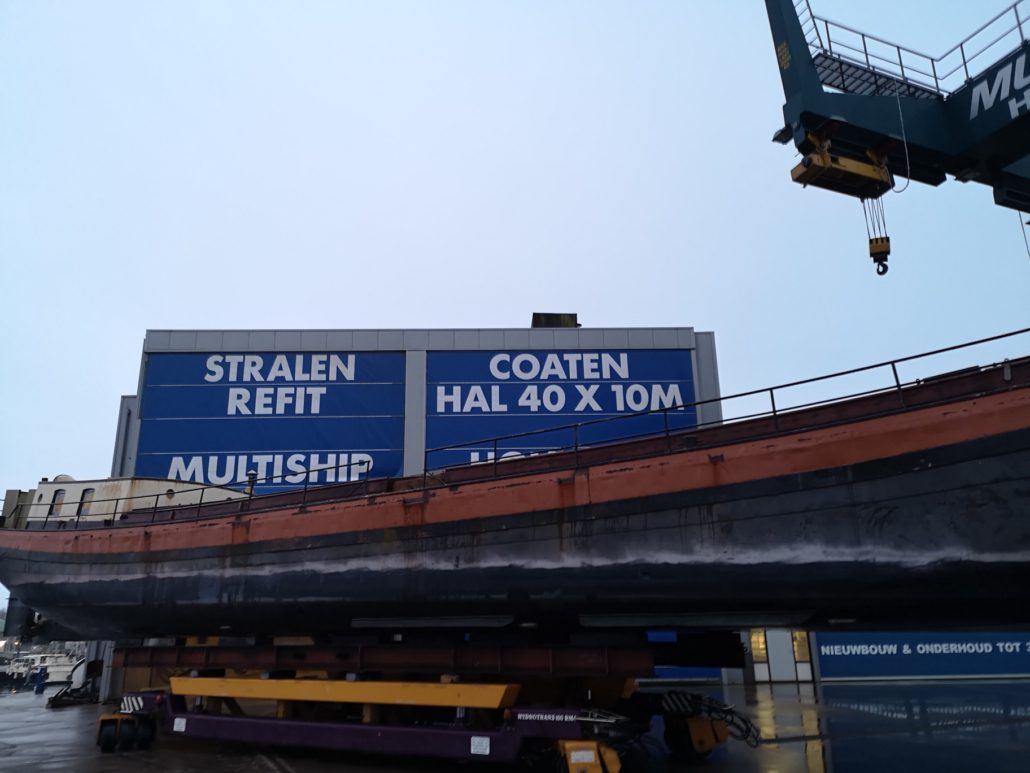 STRALEN
REFIT
MULTISHIP
COATEN
HAL 40 X 10M
NIEUWBOUW & ONDERHOUD TOT